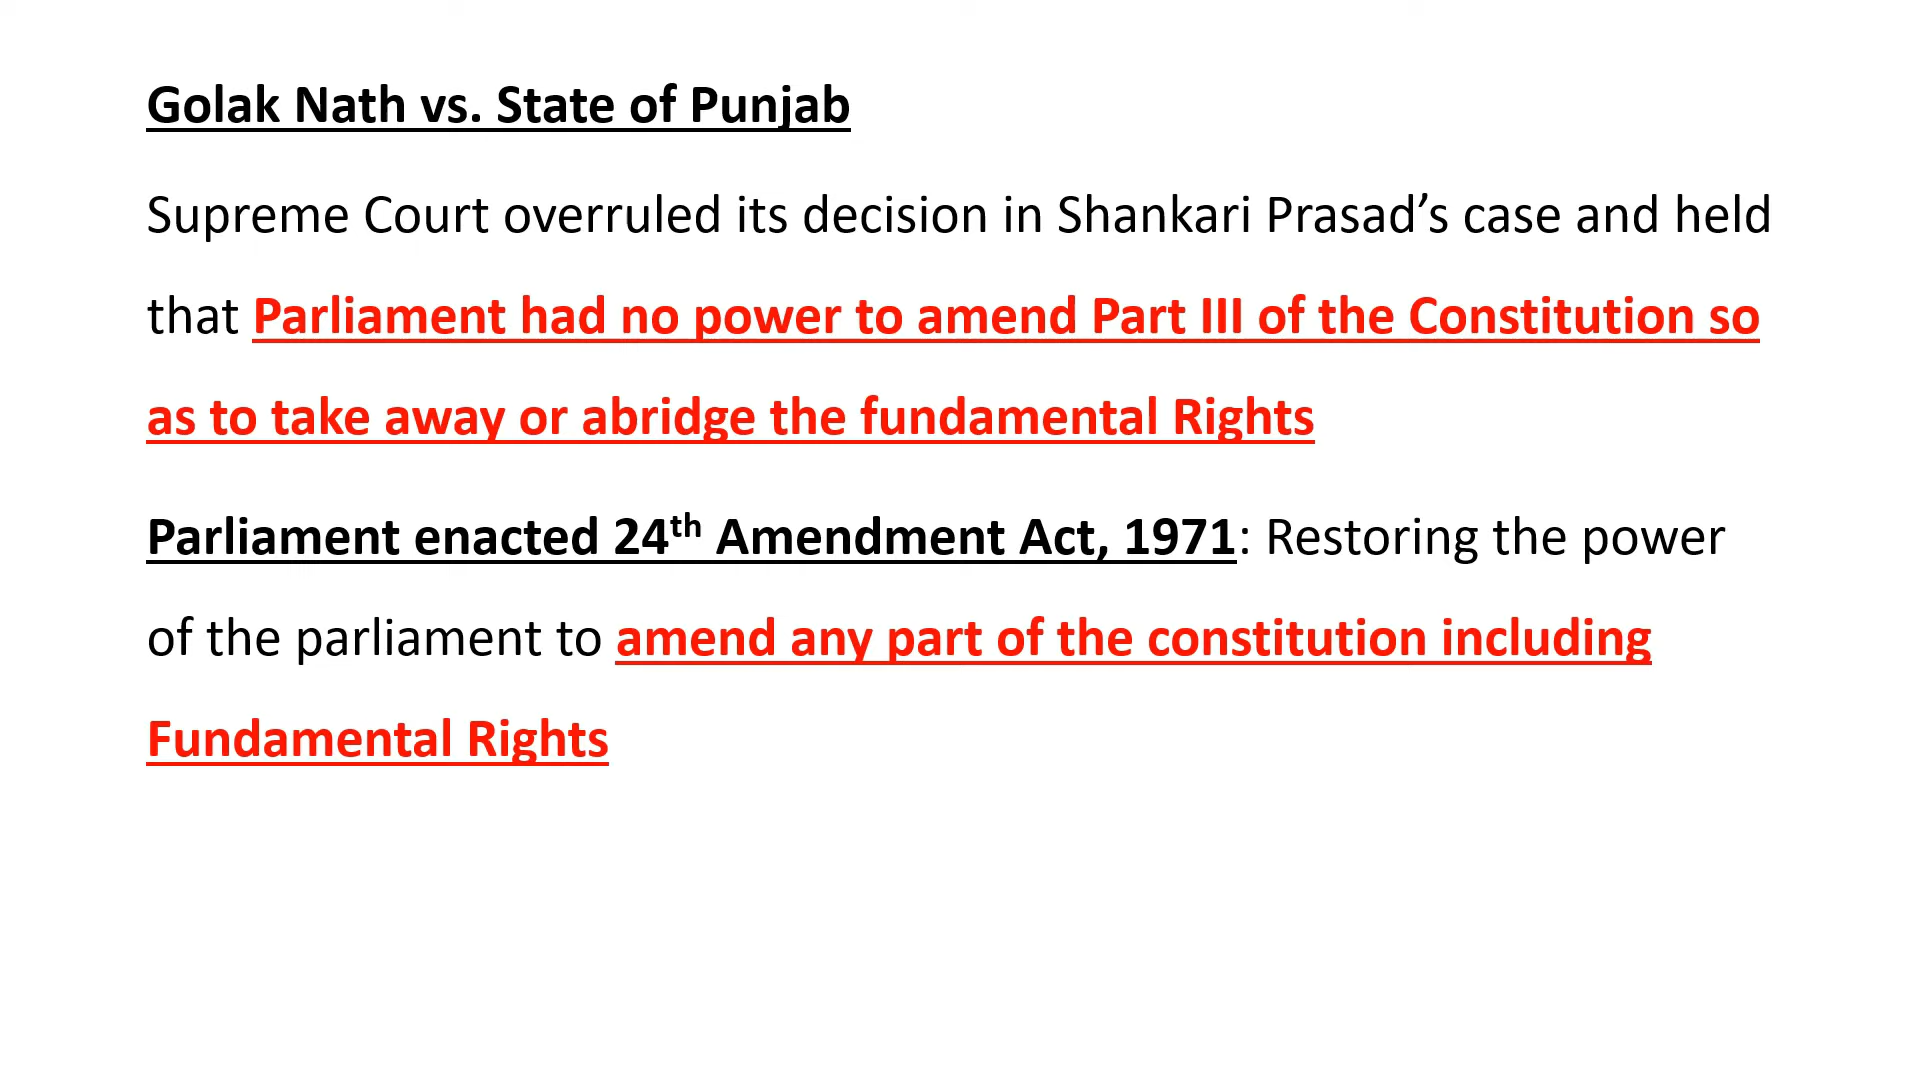 Golak Nath vs. State of Punjab
Supreme Court overruled its decision in Shankari Prasad’s case and held
that Parliament had no power to amend Part III of the Constitution so
as to take away or abridge the fundamental Rights
Parliament enacted 24th Amendment Act, 1971: Restoring the power
of the parliament to amend any part of the constitution including
Fundamental Rights